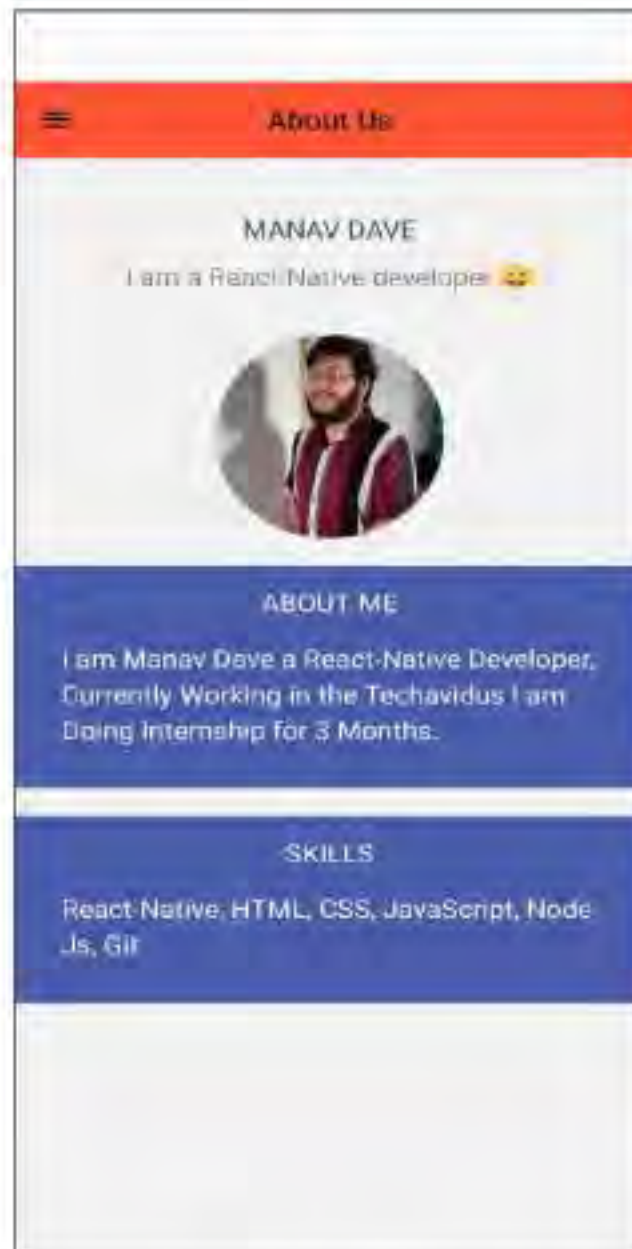 About Us
MANAV DAVE
I am a React-Native developer 😄
ABOUT ME
I am Manav Dave a React-Native Developer,
Currently Working in the Techavidus I am
Doing Internship for 3 Months.
SKILLS
React-Native, HTML, CSS, JavaScript, Node
Js, Git